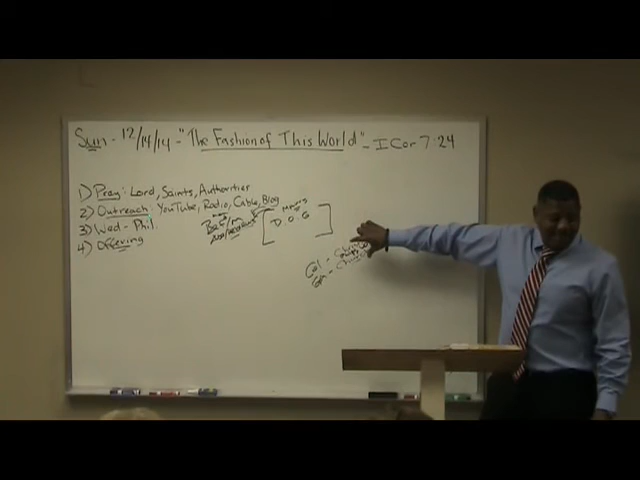 Sun - 12/14/14 - "The Fashion of This World" - I Cor 7:24
1) Pray: Lord, Saints, Authorities
2) Outreach: YouTube, Radio, Cable, Blog
3) Wed - Phil.
4) Offering
[D.O.G]
Gal -